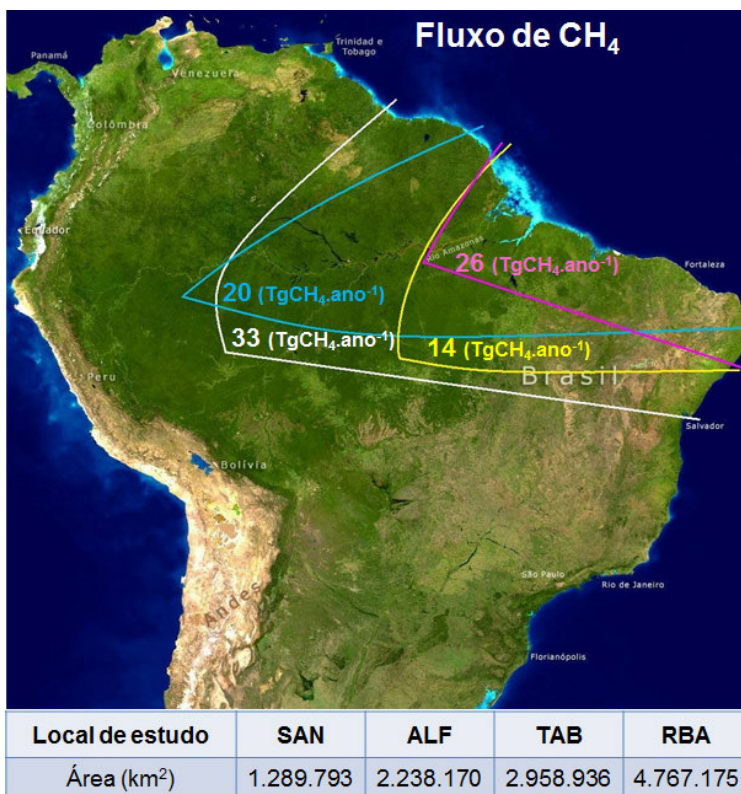 Fluxo de CH₄
Panamá
Trinidad e
Tobago
Venezuera
Colômbia
Equador
Rio Amazonas
Fortaleza
26 (TgCH₄.ano⁻¹)
20 (TgCH₄.ano⁻¹)
33 (TgCH₄.ano⁻¹)
14 (TgCH₄.ano⁻¹)
Peru
Brasil
Salvador
Bolívia
Andes
São Paulo
Rio de Janeiro
Florianópolis
Local de estudo SAN ALF TAB RBA
Área (km²) 1.289.793 2.238.170 2.958.936 4.767.175